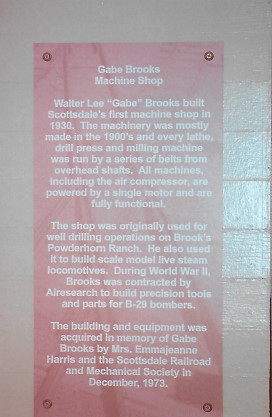 Gabe Brooks
Machine Shop
Walter Lee "Gabe" Brooks built
Scottsdale's first machine shop in
1930. The machinery was mostly
made in the 1900's and every lathe,
drill press and milling machine
was run by a series of belts from
overhead shafts. All machines,
including the air compressor, are
powered by a single motor and are
fully functional.
The shop was originally used for
well drilling operations on Brook's
Powderhorn Ranch. He also used
it to build scale model live steam
locomotives. During World War II,
Brooks was contracted by
Airesearch to build precision tools
and parts for B-29 bombers.
The building and equipment was
acquired in memory of Gabe
Brooks by Mrs. Emmajeanne
Harris and the Scottsdale Railroad
and Mechanical Society in
December, 1973.